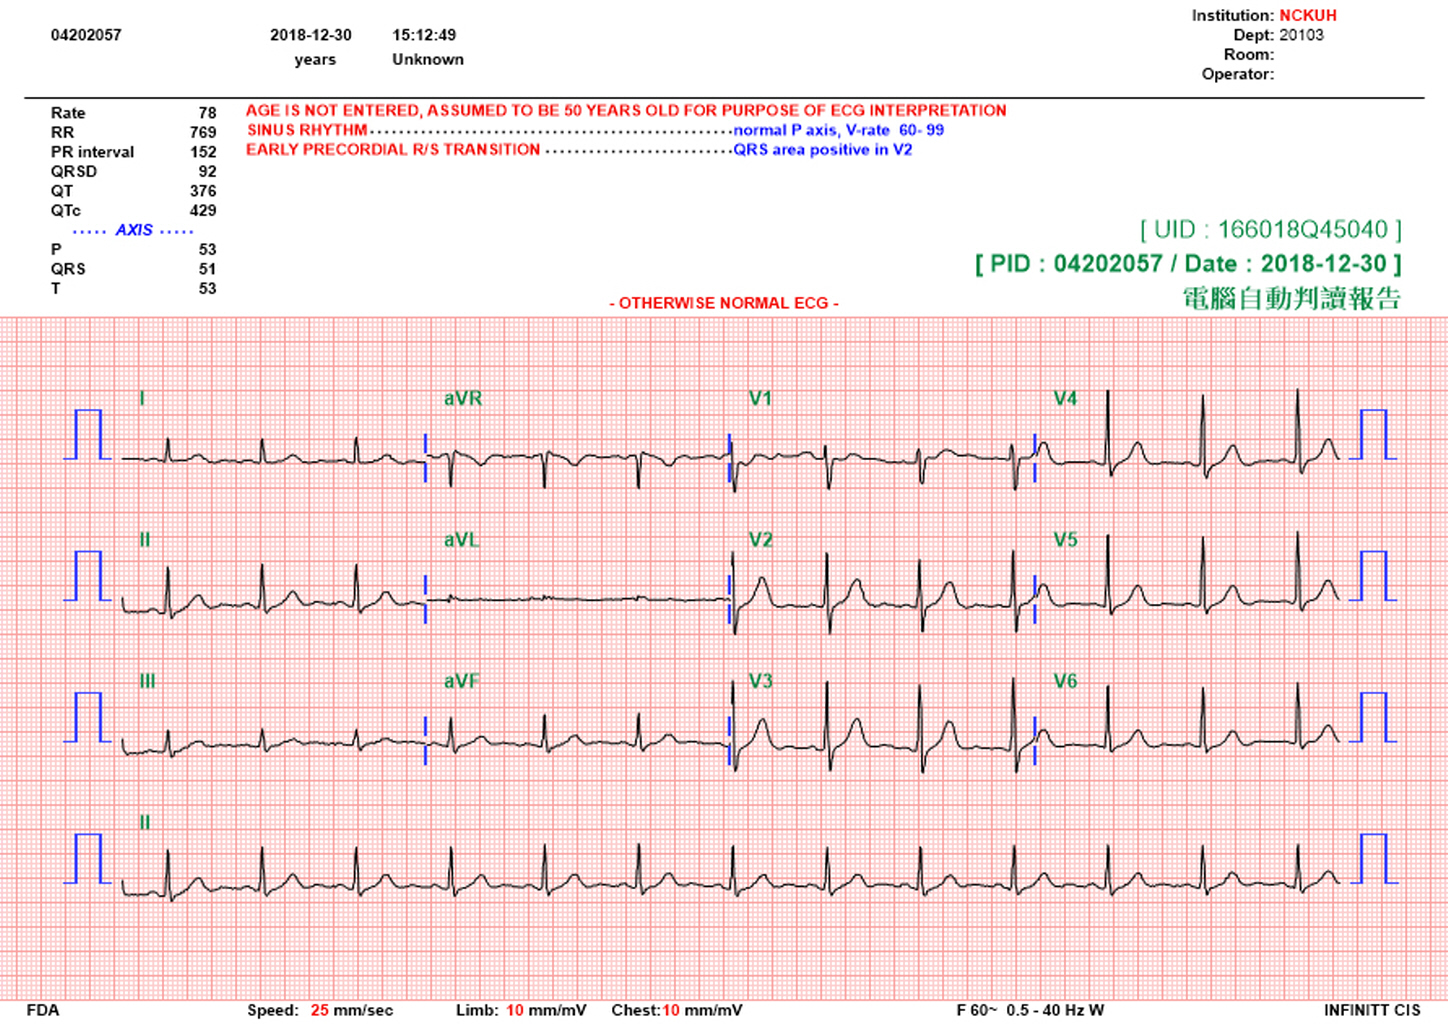 Institution: NCKUH
04202057 2018-12-30 15:12:49 Dept: 20103
Room:
years Unknown
Operator:
Rate 78 AGE IS NOT ENTERED, ASSUMED TO BE 50 YEARS OLD FOR PURPOSE OF ECG INTERPRETATION
RR 769 SINUS RHYTHM normal P axis, V-rate 60- 99
PR interval 152 EARLY PRECORDIAL R/S TRANSITION QRS area positive in V2
QRSD 92
QT 376
QTc 429
····· AXIS ·····
[ UID : 166018Q45040 ]
P 53
[ PID : 04202057 / Date : 2018-12-30 ]
QRS 51
T 53
電腦自動判讀報告
- OTHERWISE NORMAL ECG -
I aVR V1 V4
II aVL V2 V5
III aVF V3 V6
II
FDA Speed: 25 mm/sec Limb: 10 mm/mV Chest:10 mm/mV F 60~ 0.5 - 40 Hz W INFINITT CIS